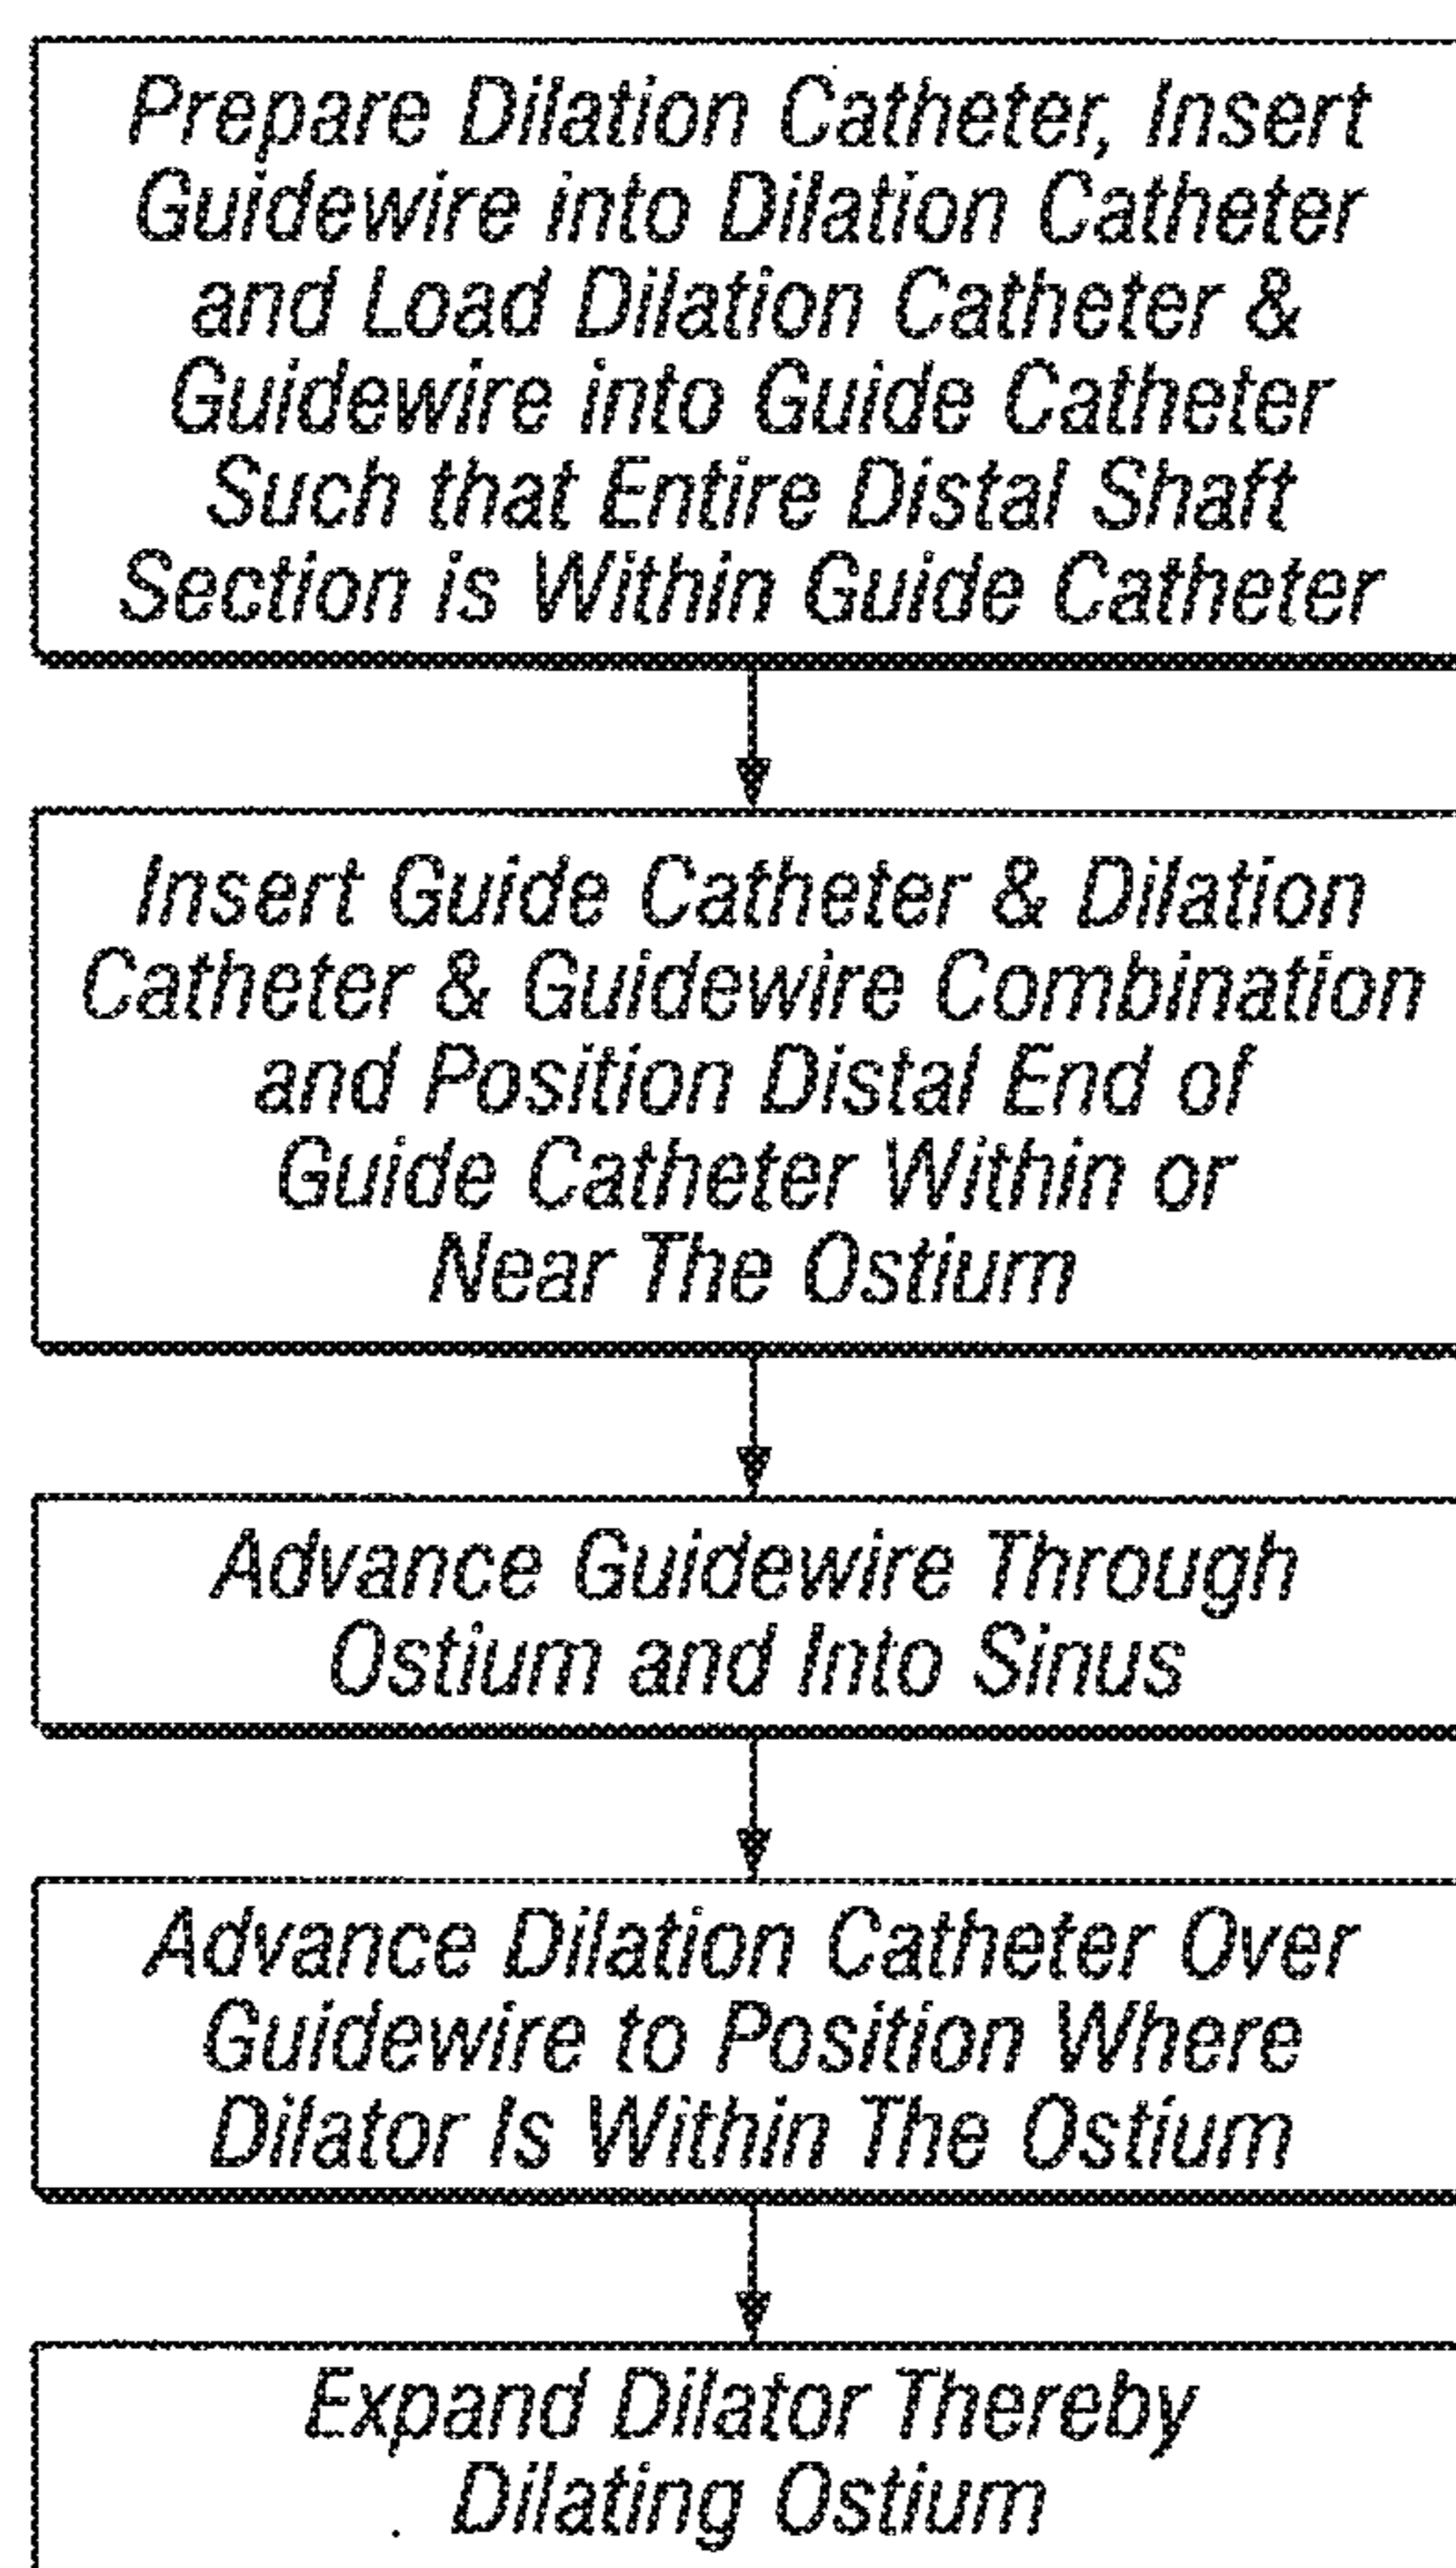 Prepare Dilation Catheter, Insert
Guidewire into Dilation Catheter
and Load Dilation Catheter &
Guidewire into Guide Catheter
Such that Entire Distal Shaft
Section is Within Guide Catheter
Insert Guide Catheter & Dilation
Catheter & Guidewire Combination
and Position Distal End of
Guide Catheter Within or
Near The Ostium
Advance Guidewire Through
Ostium and Into Sinus
Advance Dilation Catheter Over
Guidewire to Position Where
Dilator Is Within The Ostium
Expand Dilator Thereby
Dilating Ostium